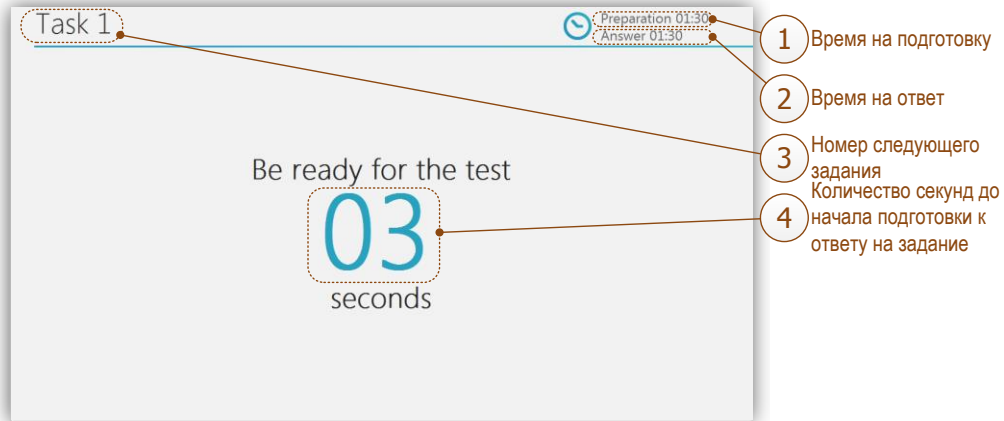 Task 1
Preparation 01:30
Answer 01:30
Be ready for the test
03
seconds
1 Время на подготовку
2 Время на ответ
3 Номер следующего
задания
4 Количество секунд до
начала подготовки к
ответу на задание